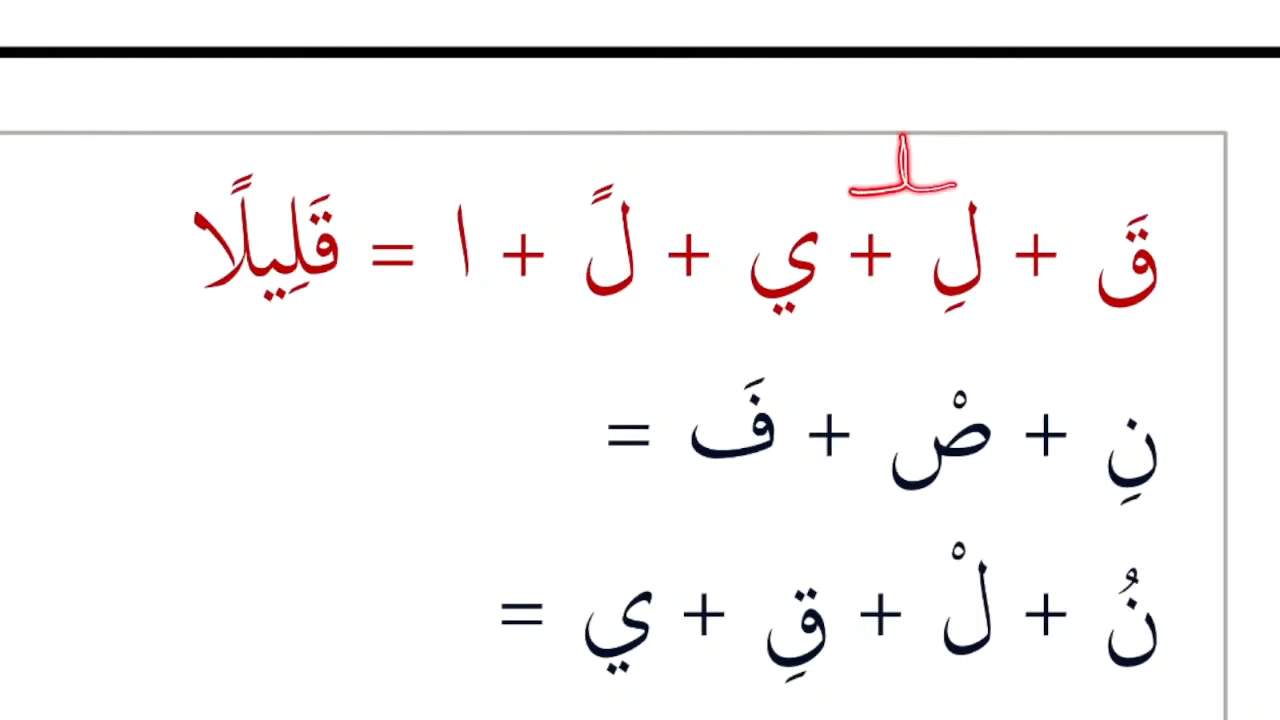 قَ + لِ + ي + لً + ا = قَلِيلًا
نِ + صْ + فَ =
نُ + لْ + قِ + ي =